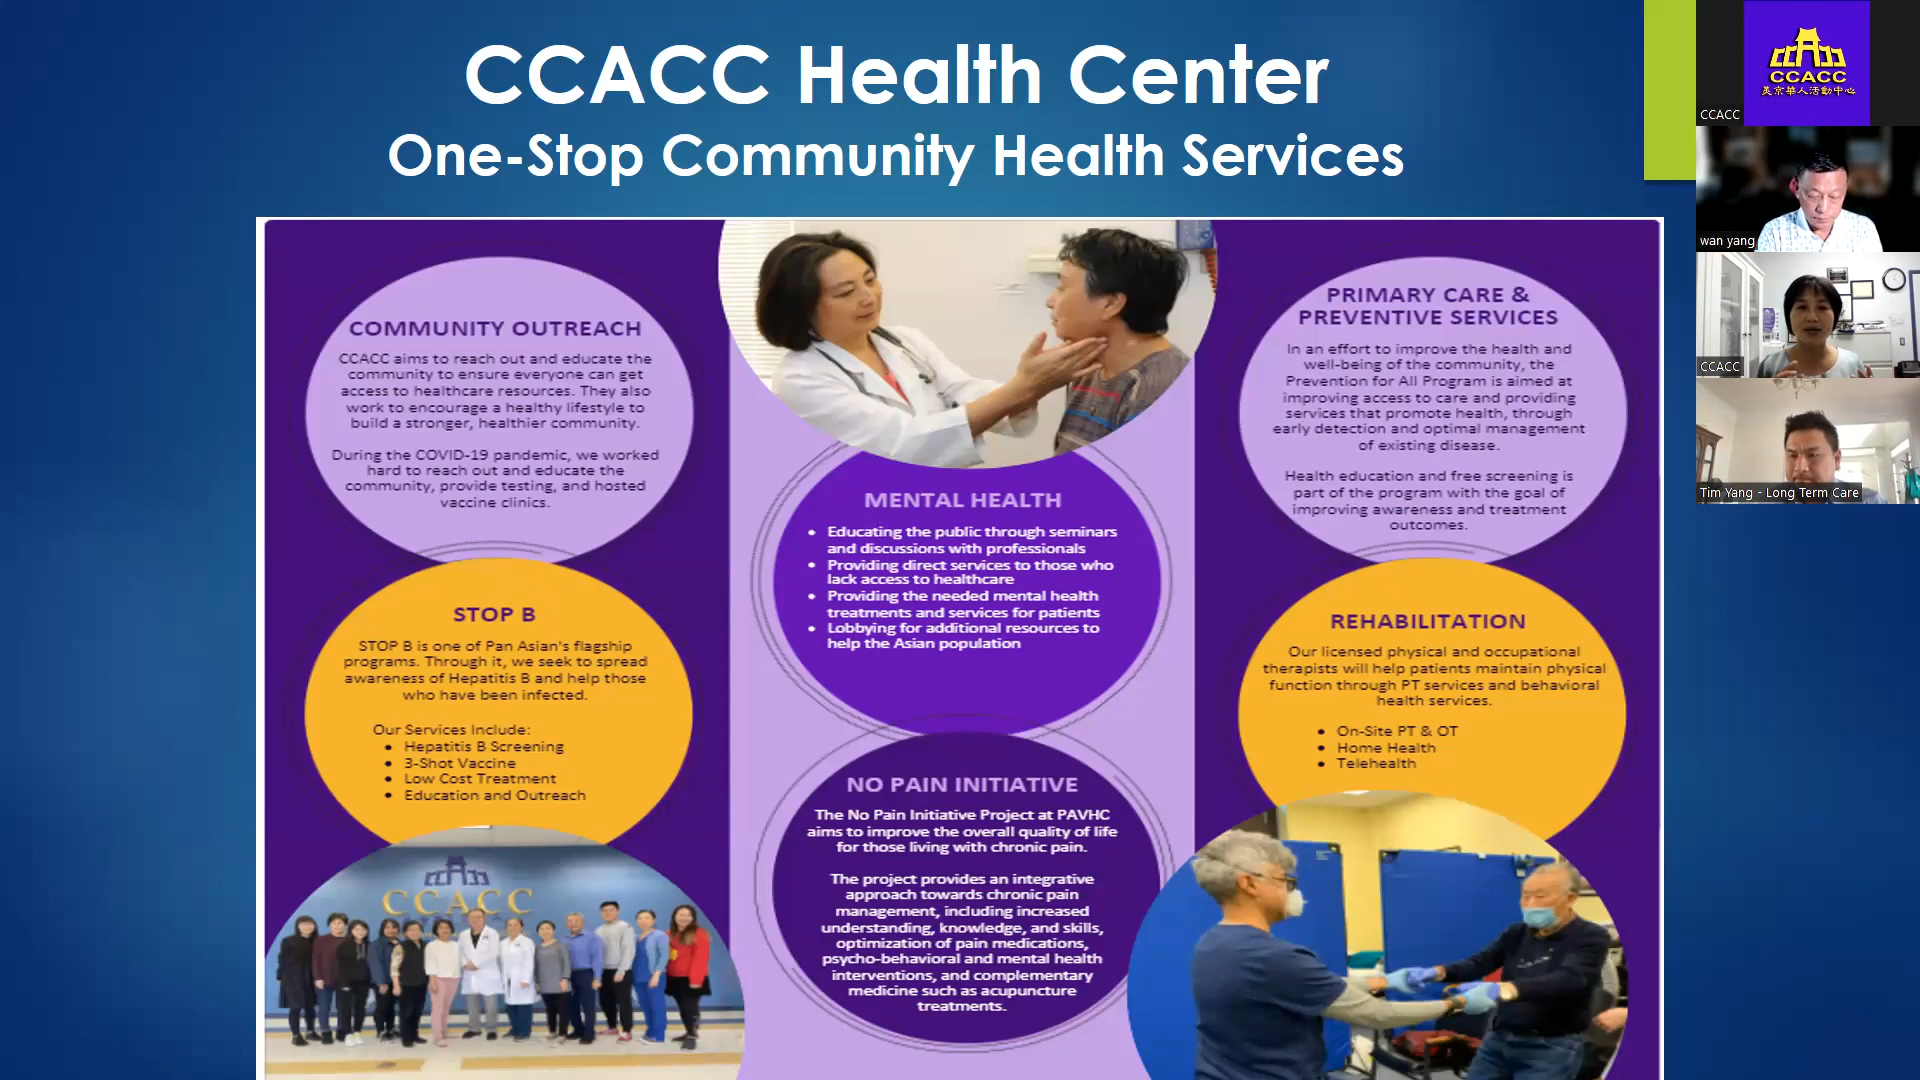 CCACC Health Center
One-Stop Community Health Services
COMMUNITY OUTREACH
CCACC aims to reach out and educate the
community to ensure everyone can get
access to healthcare resources. They also
work to encourage a healthy lifestyle to
build a stronger, healthier community.
During the COVID-19 pandemic, we worked
hard to reach out and educate the
community, provide testing, and hosted
vaccine clinics.
STOP B
STOP B is one of Pan Asian's flagship
programs. Through it, we seek to spread
awareness of Hepatitis B and help those
who have been infected.
Our Services Include:
• Hepatitis B Screening
• 3-Shot Vaccine
• Low Cost Treatment
• Education and Outreach
CCACC
MENTAL HEALTH
• Educating the public through seminars
and discussions with professionals
• Providing direct services to those who
lack access to healthcare
• Providing the needed mental health
treatments and services for patients
• Lobbying for additional resources to
help the Asian population
NO PAIN INITIATIVE
The No Pain Initiative Project at PAVHC
aims to improve the overall quality of life
for those living with chronic pain.
The project provides an integrative
approach towards chronic pain
management, including increased
understanding, knowledge, and skills,
optimization of pain medications,
psycho-behavioral and mental health
interventions, and complementary
medicine such as acupuncture
treatments.
PRIMARY CARE &
PREVENTIVE SERVICES
In an effort to improve the health and
well-being of the community, the
Prevention for All Program is aimed at
improving access to care and providing
services that promote health, through
early detection and optimal management
of existing disease.
Health education and free screening is
part of the program with the goal of
improving awareness and treatment
outcomes.
REHABILITATION
Our licensed physical and occupational
therapists will help patients maintain physical
function through PT services and behavioral
health services.
• On-Site PT & OT
• Home Health
• Telehealth
CCACC
美京華人活動中心
CCACC
wan yang
CCACC
Tim Yang - Long Term Care